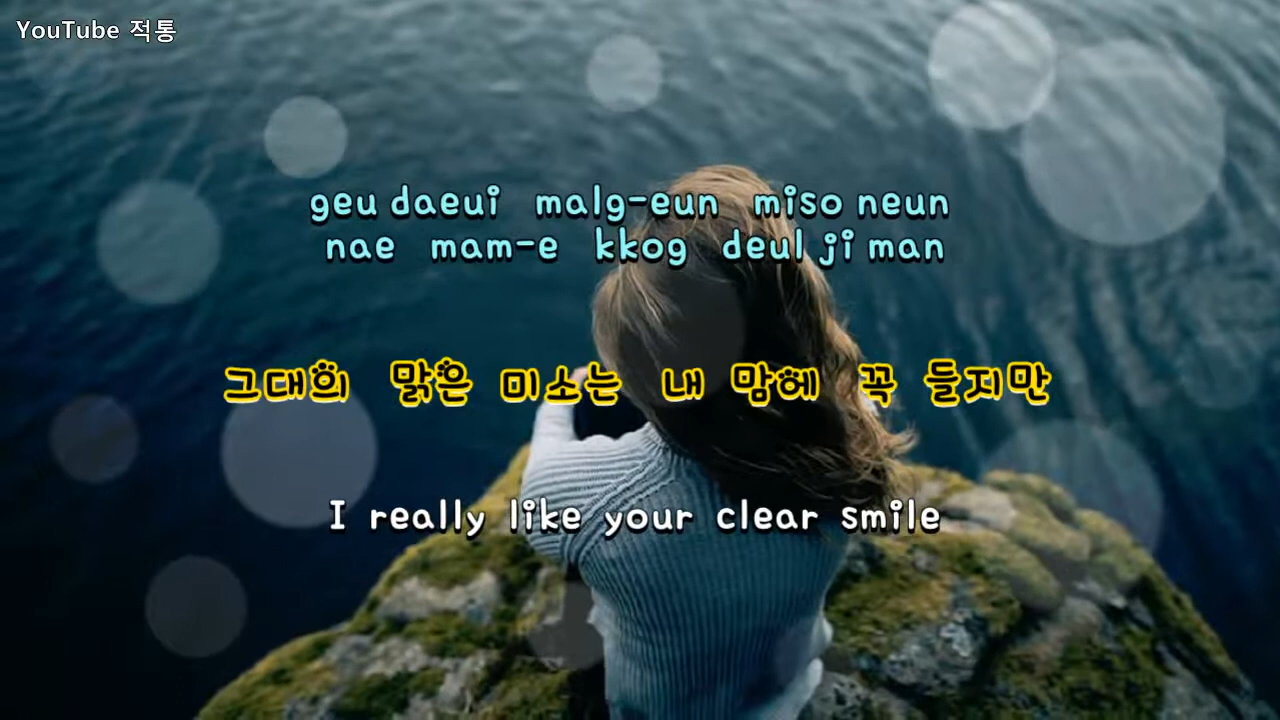 YouTube 적통
geu daeui malg-eun miso neun
nae mam-e kkog deul ji man
그대의 맑은 미소는 내 맘에 꼭 들지만
I really like your clear smile